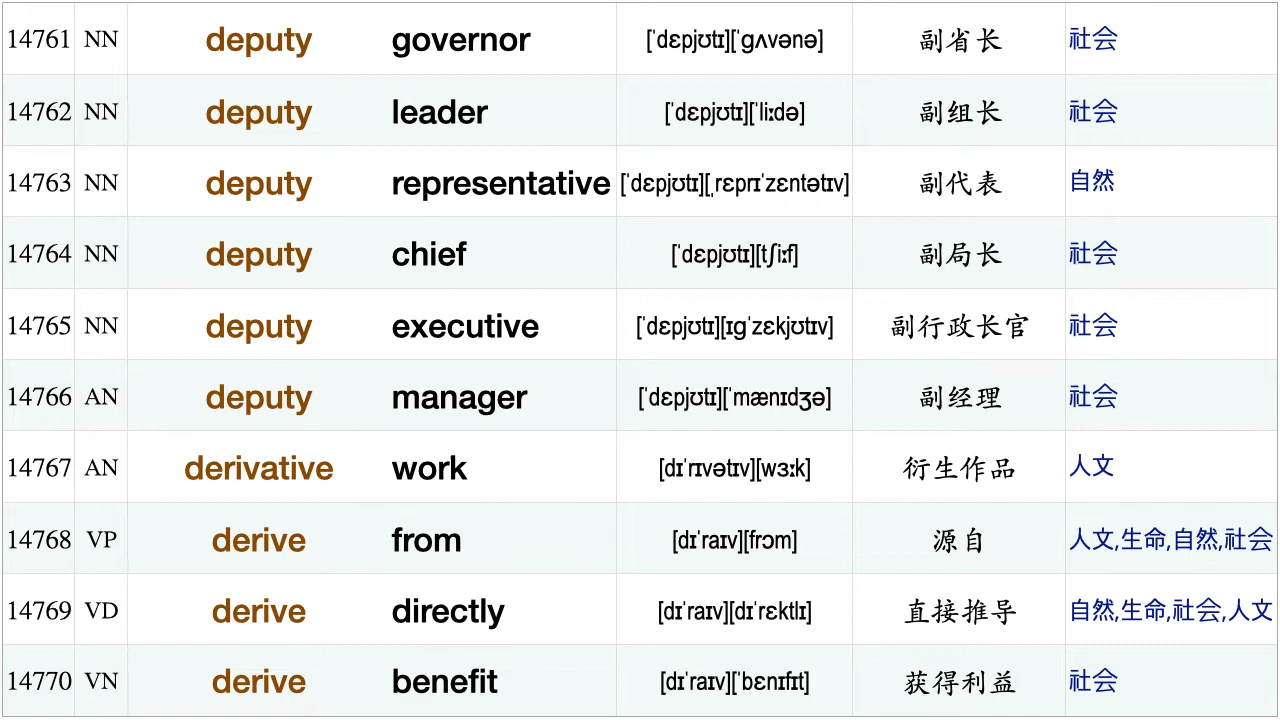 14761 NN deputy governor [ˈdɛpjʊtɪ][ˈɡʌvənə] 副省长 社会
14762 NN deputy leader [ˈdɛpjʊtɪ][ˈliːdə] 副组长 社会
14763 NN deputy representative [ˈdɛpjʊtɪ][ˌrɛprɪˈzɛntətɪv] 副代表 自然
14764 NN deputy chief [ˈdɛpjʊtɪ][tʃiːf] 副局长 社会
14765 NN deputy executive [ˈdɛpjʊtɪ][ɪɡˈzɛkjʊtɪv] 副行政长官 社会
14766 AN deputy manager [ˈdɛpjʊtɪ][ˈmænɪdʒə] 副经理 社会
14767 AN derivative work [dɪˈrɪvətɪv][wɜːk] 衍生作品 人文
14768 VP derive from [dɪˈraɪv][frɔm] 源自 人文,生命,自然,社会
14769 VD derive directly [dɪˈraɪv][dɪˈrɛktlɪ] 直接推导 自然,生命,社会,人文
14770 VN derive benefit [dɪˈraɪv][ˈbɛnɪfɪt] 获得利益 社会